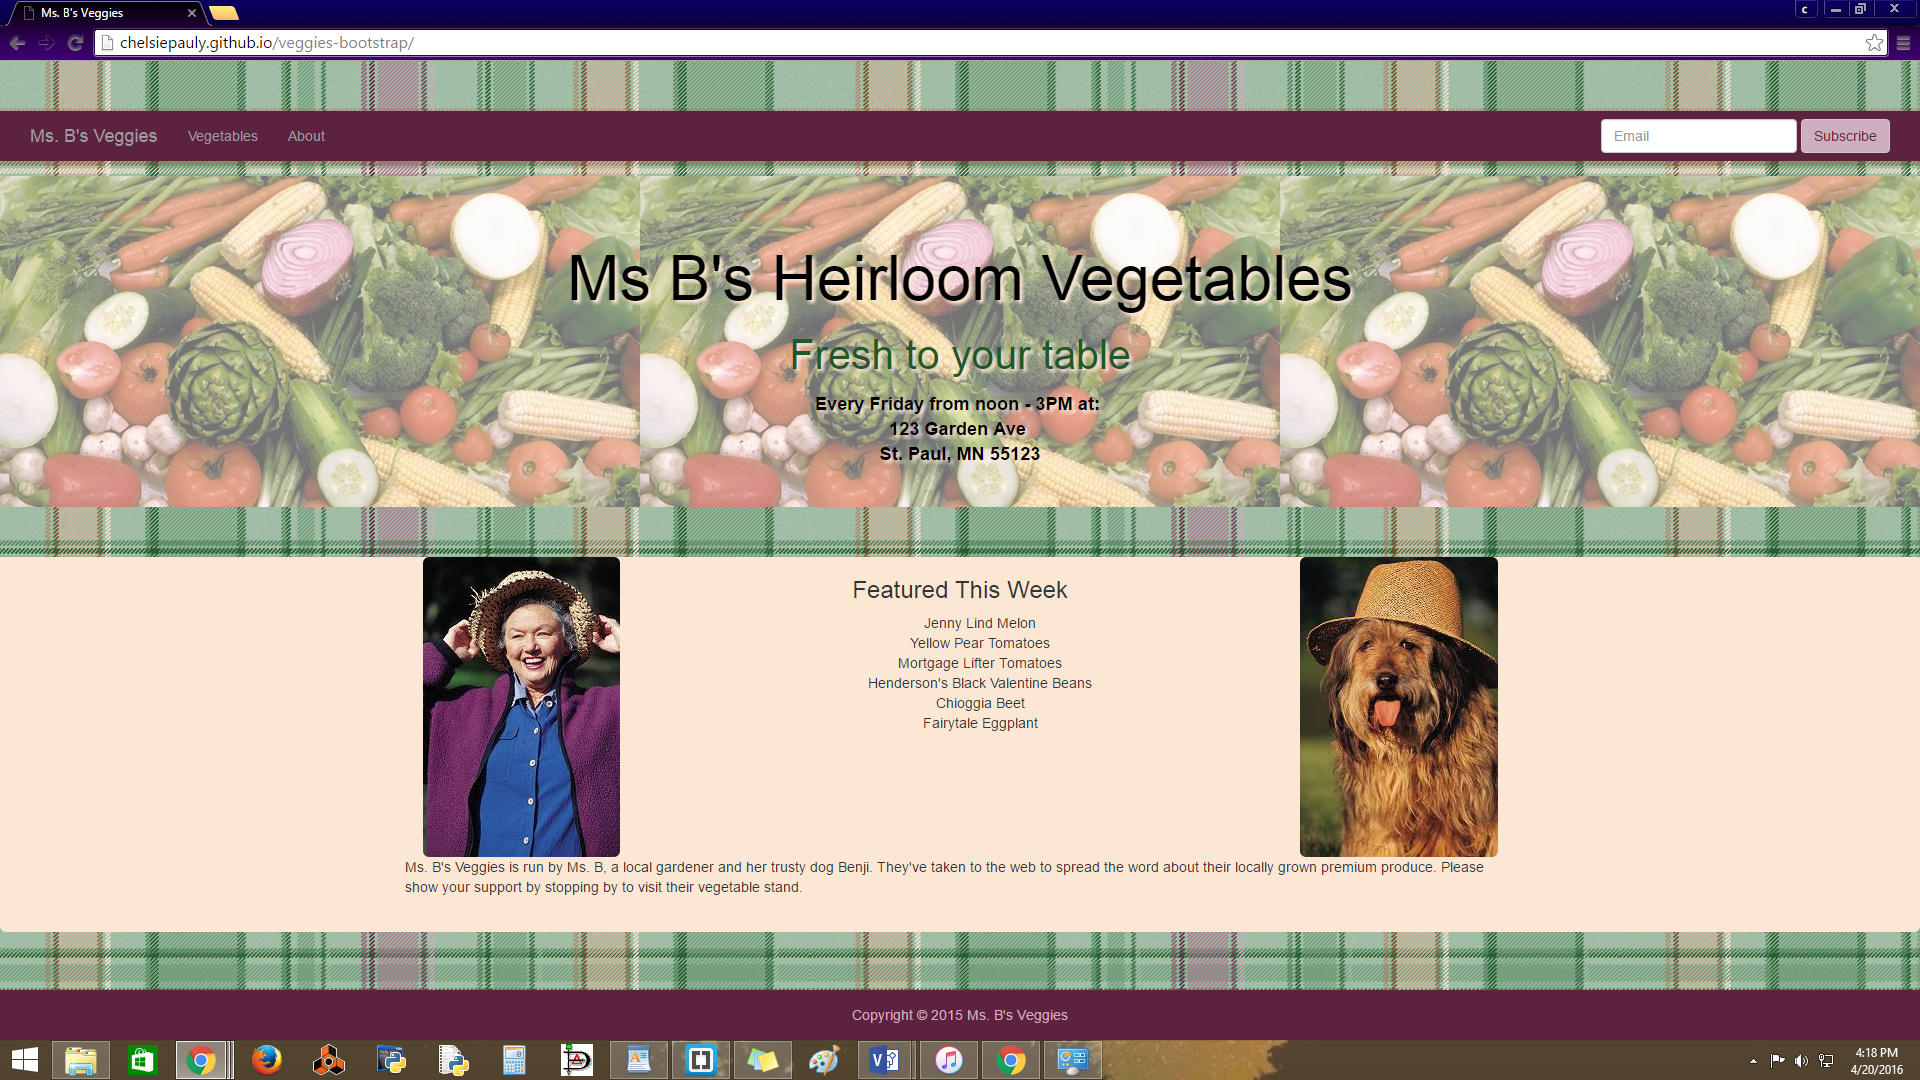 Ms. B's Veggies
c
chelsiepauly.github.io/veggies-bootstrap/
Ms. B's Veggies Vegetables About Email Subscribe
Ms B's Heirloom Vegetables
Fresh to your table
Every Friday from noon - 3PM at:
123 Garden Ave
St. Paul, MN 55123
Featured This Week
Jenny Lind Melon
Yellow Pear Tomatoes
Mortgage Lifter Tomatoes
Henderson's Black Valentine Beans
Chioggia Beet
Fairytale Eggplant
Ms. B's Veggies is run by Ms. B, a local gardener and her trusty dog Benji. They've taken to the web to spread the word about their locally grown premium produce. Please
show your support by stopping by to visit their vegetable stand.
Copyright © 2015 Ms. B's Veggies
4:18 PM
4/20/2016